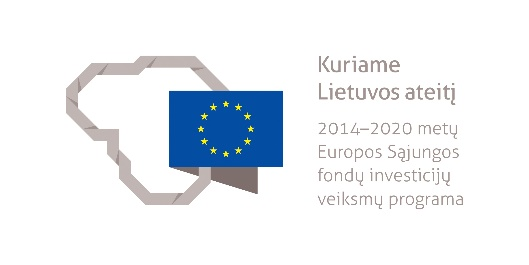 Kuriame
Lietuvos ateitį
2014–2020 metų
Europos Sąjungos
fondų investicijų
veiksmų programa